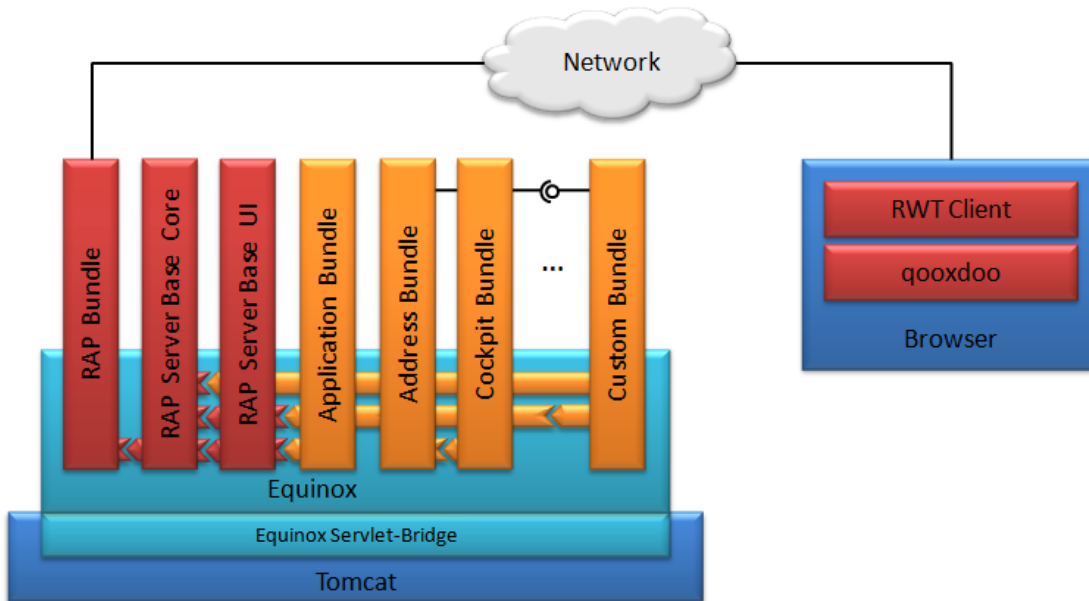 Network
RAP Bundle
RAP Server Base Core
RAP Server Base UI
Application Bundle
Address Bundle
Cockpit Bundle
...
Custom Bundle
RWT Client
qooxdoo
Browser
Equinox
Equinox Servlet-Bridge
Tomcat